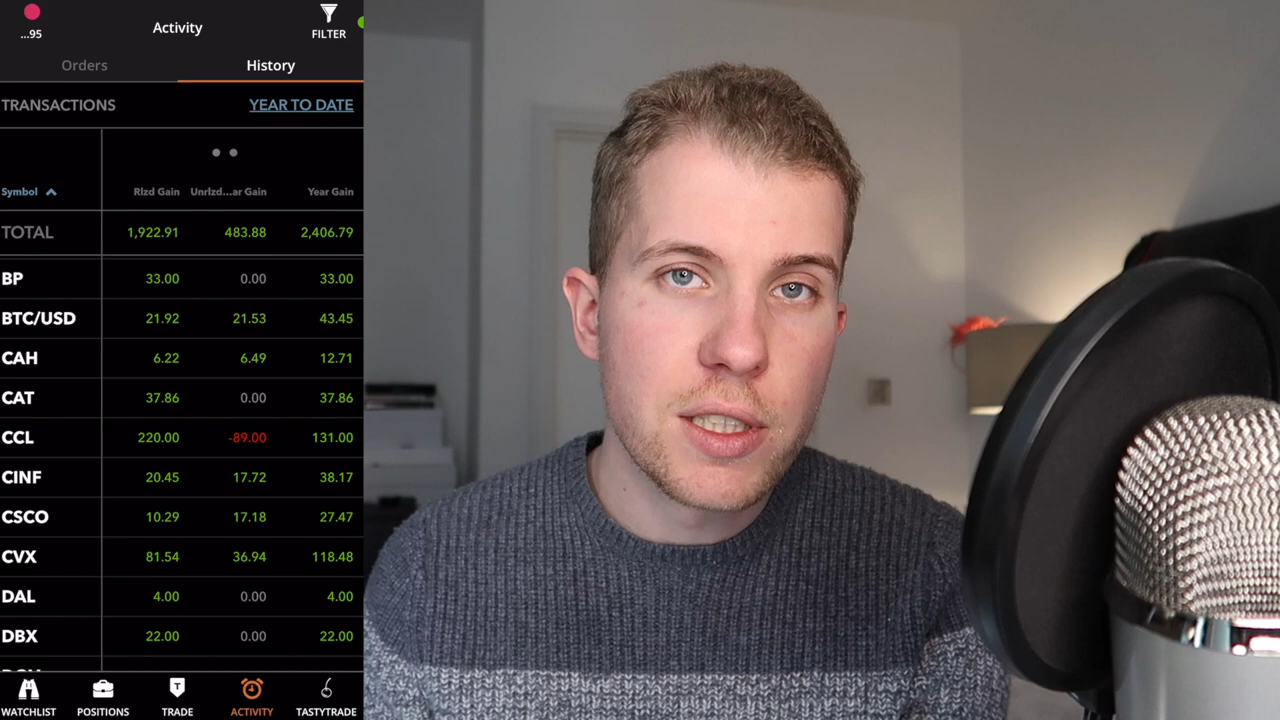 Activity
...95
FILTER
Orders History
TRANSACTIONS YEAR TO DATE
Symbol Rlzd Gain Unrlzd...ar Gain Year Gain
TOTAL 1,922.91 483.88 2,406.79
BP 33.00 0.00 33.00
BTC/USD 21.92 21.53 43.45
CAH 6.22 6.49 12.71
CAT 37.86 0.00 37.86
CCL 220.00 -89.00 131.00
CINF 20.45 17.72 38.17
CSCO 10.29 17.18 27.47
CVX 81.54 36.94 118.48
DAL 4.00 0.00 4.00
DBX 22.00 0.00 22.00
WATCHLIST POSITIONS TRADE ACTIVITY TASTYTRADE